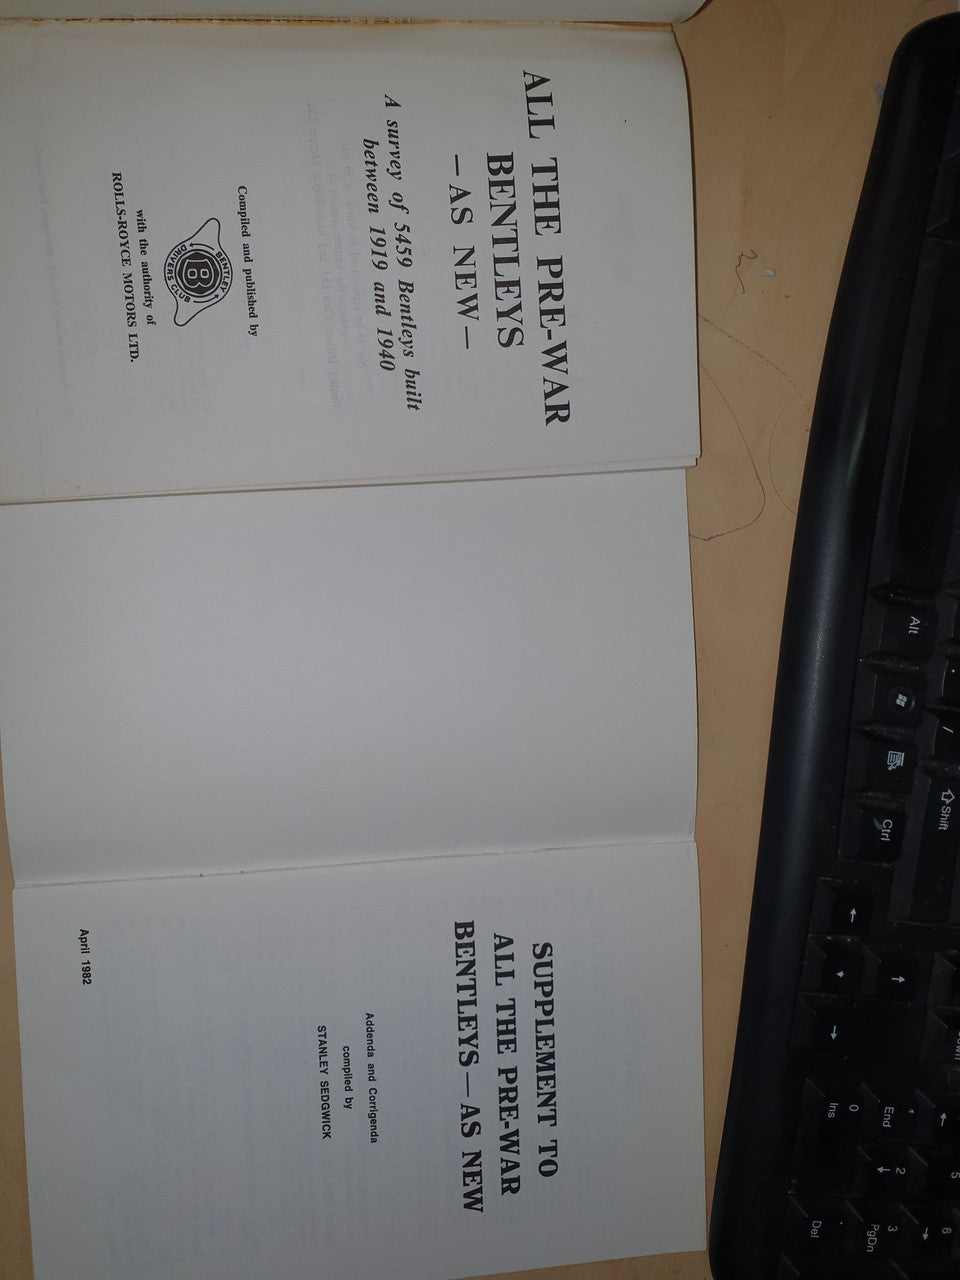 ALL THE PRE-WAR
BENTLEYS
— AS NEW —
A survey of 5459 Bentleys built
between 1919 and 1940
Compiled and published by
BENTLEY
B
DRIVERS CLUB
with the authority of
ROLLS-ROYCE MOTORS LTD.
SUPPLEMENT TO
ALL THE PRE-WAR
BENTLEYS — AS NEW
Addenda and Corrigenda
compiled by
STANLEY SEDGWICK
April 1982
Alt
Ctrl
Shift
/
0
Ins
1
End
2
3
PgDn
.
Del
5
6